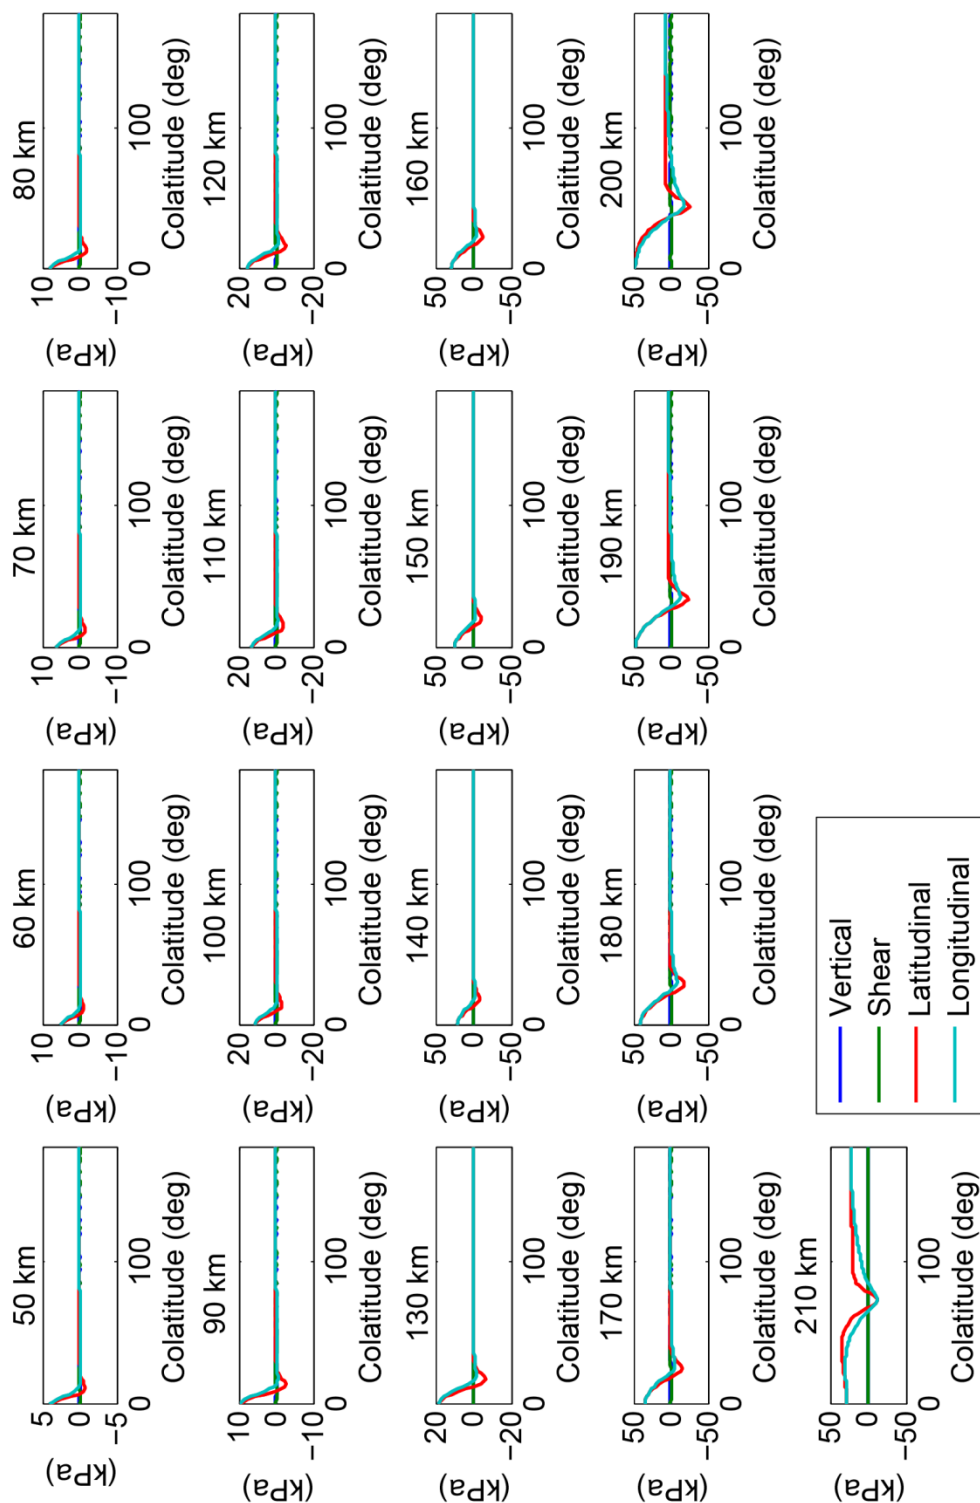 50 km
5
0
−5
(kPa)
0
100
Colatitude (deg)
60 km
10
0
−10
(kPa)
0
100
Colatitude (deg)
70 km
10
0
−10
(kPa)
0
100
Colatitude (deg)
80 km
10
0
−10
(kPa)
0
100
Colatitude (deg)
90 km
10
0
−10
(kPa)
0
100
Colatitude (deg)
100 km
20
0
−20
(kPa)
0
100
Colatitude (deg)
110 km
20
0
−20
(kPa)
0
100
Colatitude (deg)
120 km
20
0
−20
(kPa)
0
100
Colatitude (deg)
130 km
20
0
−20
(kPa)
0
100
Colatitude (deg)
140 km
50
0
−50
(kPa)
0
100
Colatitude (deg)
150 km
50
0
−50
(kPa)
0
100
Colatitude (deg)
160 km
50
0
−50
(kPa)
0
100
Colatitude (deg)
170 km
50
0
−50
(kPa)
0
100
Colatitude (deg)
180 km
50
0
−50
(kPa)
0
100
Colatitude (deg)
190 km
50
0
−50
(kPa)
0
100
Colatitude (deg)
200 km
50
0
−50
(kPa)
0
100
Colatitude (deg)
210 km
50
0
−50
(kPa)
0
100
Colatitude (deg)
Vertical
Shear
Latitudinal
Longitudinal